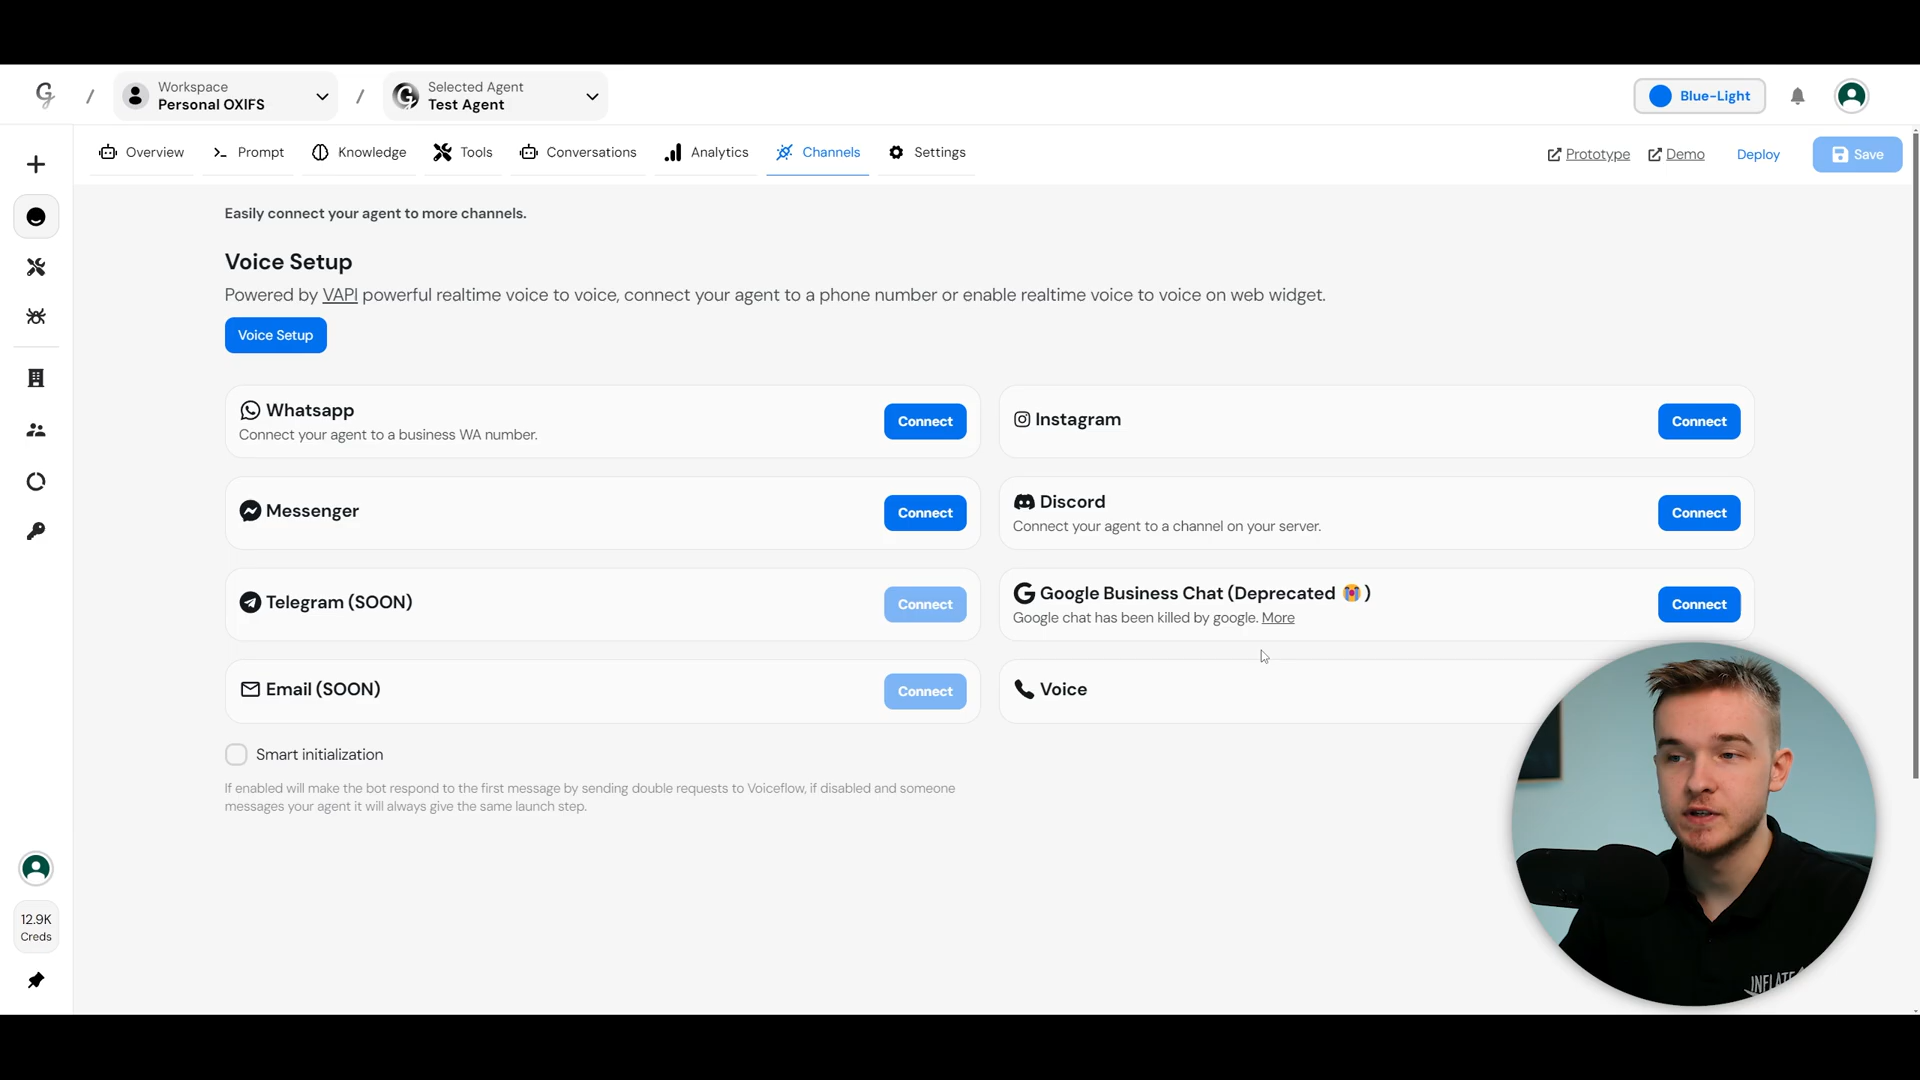 Workspace
Personal OXIFS
Selected Agent
Test Agent
Blue-Light
Overview
Prompt
Knowledge
Tools
Conversations
Analytics
Channels
Settings
Prototype
Demo
Deploy
Save
Easily connect your agent to more channels.
Voice Setup
Powered by VAPI powerful realtime voice to voice, connect your agent to a phone number or enable realtime voice to voice on web widget.
Voice Setup
Whatsapp
Connect your agent to a business WA number.
Connect
Instagram
Connect
Messenger
Connect
Discord
Connect your agent to a channel on your server.
Connect
Telegram (SOON)
Connect
Google Business Chat (Deprecated 😭 )
Google chat has been killed by google. More
Connect
Email (SOON)
Connect
Voice
Smart initialization
If enabled will make the bot respond to the first message by sending double requests to Voiceflow, if disabled and someone
messages your agent it will always give the same launch step.
12.9K
Creds